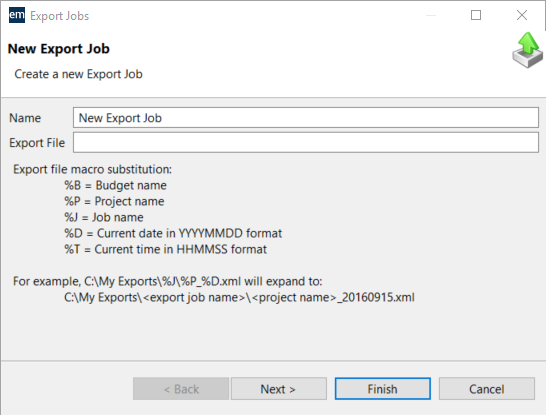 em Export Jobs
New Export Job
Create a new Export Job
Name New Export Job
Export File
Export file macro substitution:
%B = Budget name
%P = Project name
%J = Job name
%D = Current date in YYYYMMDD format
%T = Current time in HHMMSS format
For example, C:\My Exports\%J\%P_%D.xml will expand to:
C:\My Exports\<export job name>\<project name>_20160915.xml
< Back Next > Finish Cancel